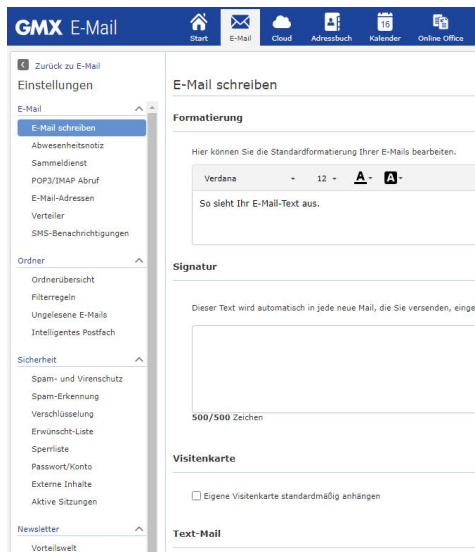 GMX E-Mail
Start E-Mail Cloud Adressbuch 16 Kalender Online Office
Zurück zu E-Mail
Einstellungen
E-Mail
E-Mail schreiben
Abwesenheitsnotiz
Sammeldienst
POP3/IMAP Abruf
E-Mail-Adressen
Verteiler
SMS-Benachrichtigungen
Ordner
Ordnerübersicht
Filterregeln
Ungelesene E-Mails
Intelligentes Postfach
Sicherheit
Spam- und Virenschutz
Spam-Erkennung
Verschlüsselung
Erwünscht-Liste
Sperrliste
Passwort/Konto
Externe Inhalte
Aktive Sitzungen
Newsletter
Vorteilswelt
E-Mail schreiben
Formatierung
Hier können Sie die Standardformatierung Ihrer E-Mails bearbeiten.
Verdana 12 A A
So sieht Ihr E-Mail-Text aus.
Signatur
Dieser Text wird automatisch in jede neue Mail, die Sie versenden, einge
500/500 Zeichen
Visitenkarte
Eigene Visitenkarte standardmäßig anhängen
Text-Mail